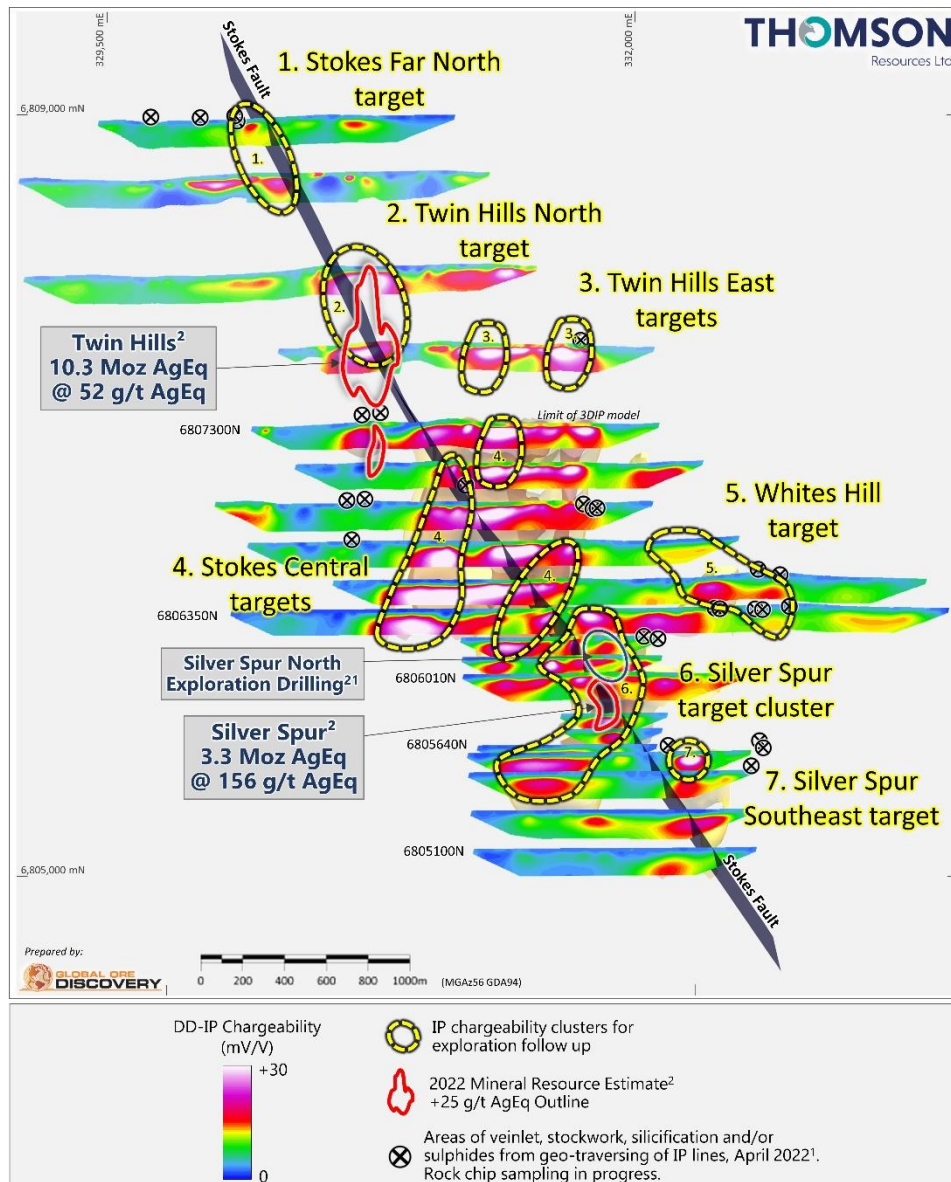 329,500 mE
332,000 mE
THOMSON
Resources Ltd
Stokes Fault
1. Stokes Far North
target
6,809,000 mN
1.
2. Twin Hills North
target
2.
3. Twin Hills East
targets
3.
3.
Twin Hills²
10.3 Moz AgEq
@ 52 g/t AgEq
Limit of 3DIP model
6807300N
4.
5. Whites Hill
target
4.
4.
5.
4. Stokes Central
targets
6806350N
Silver Spur North
Exploration Drilling²¹
6806010N
6.
6. Silver Spur
target cluster
Silver Spur²
3.3 Moz AgEq
@ 156 g/t AgEq
6805640N
7.
7. Silver Spur
Southeast target
6805100N
6,805,000 mN
Stokes Fault
Prepared by:
GLOBAL ORE
DISCOVERY
0 200 400 600 800 1000m
(MGAz56 GDA94)
DD-IP Chargeability
(mV/V)
+30
0
IP chargeability clusters for
exploration follow up
2022 Mineral Resource Estimate²
+25 g/t AgEq Outline
Areas of veinlet, stockwork, silicification and/or
sulphides from geo-traversing of IP lines, April 2022¹.
Rock chip sampling in progress.